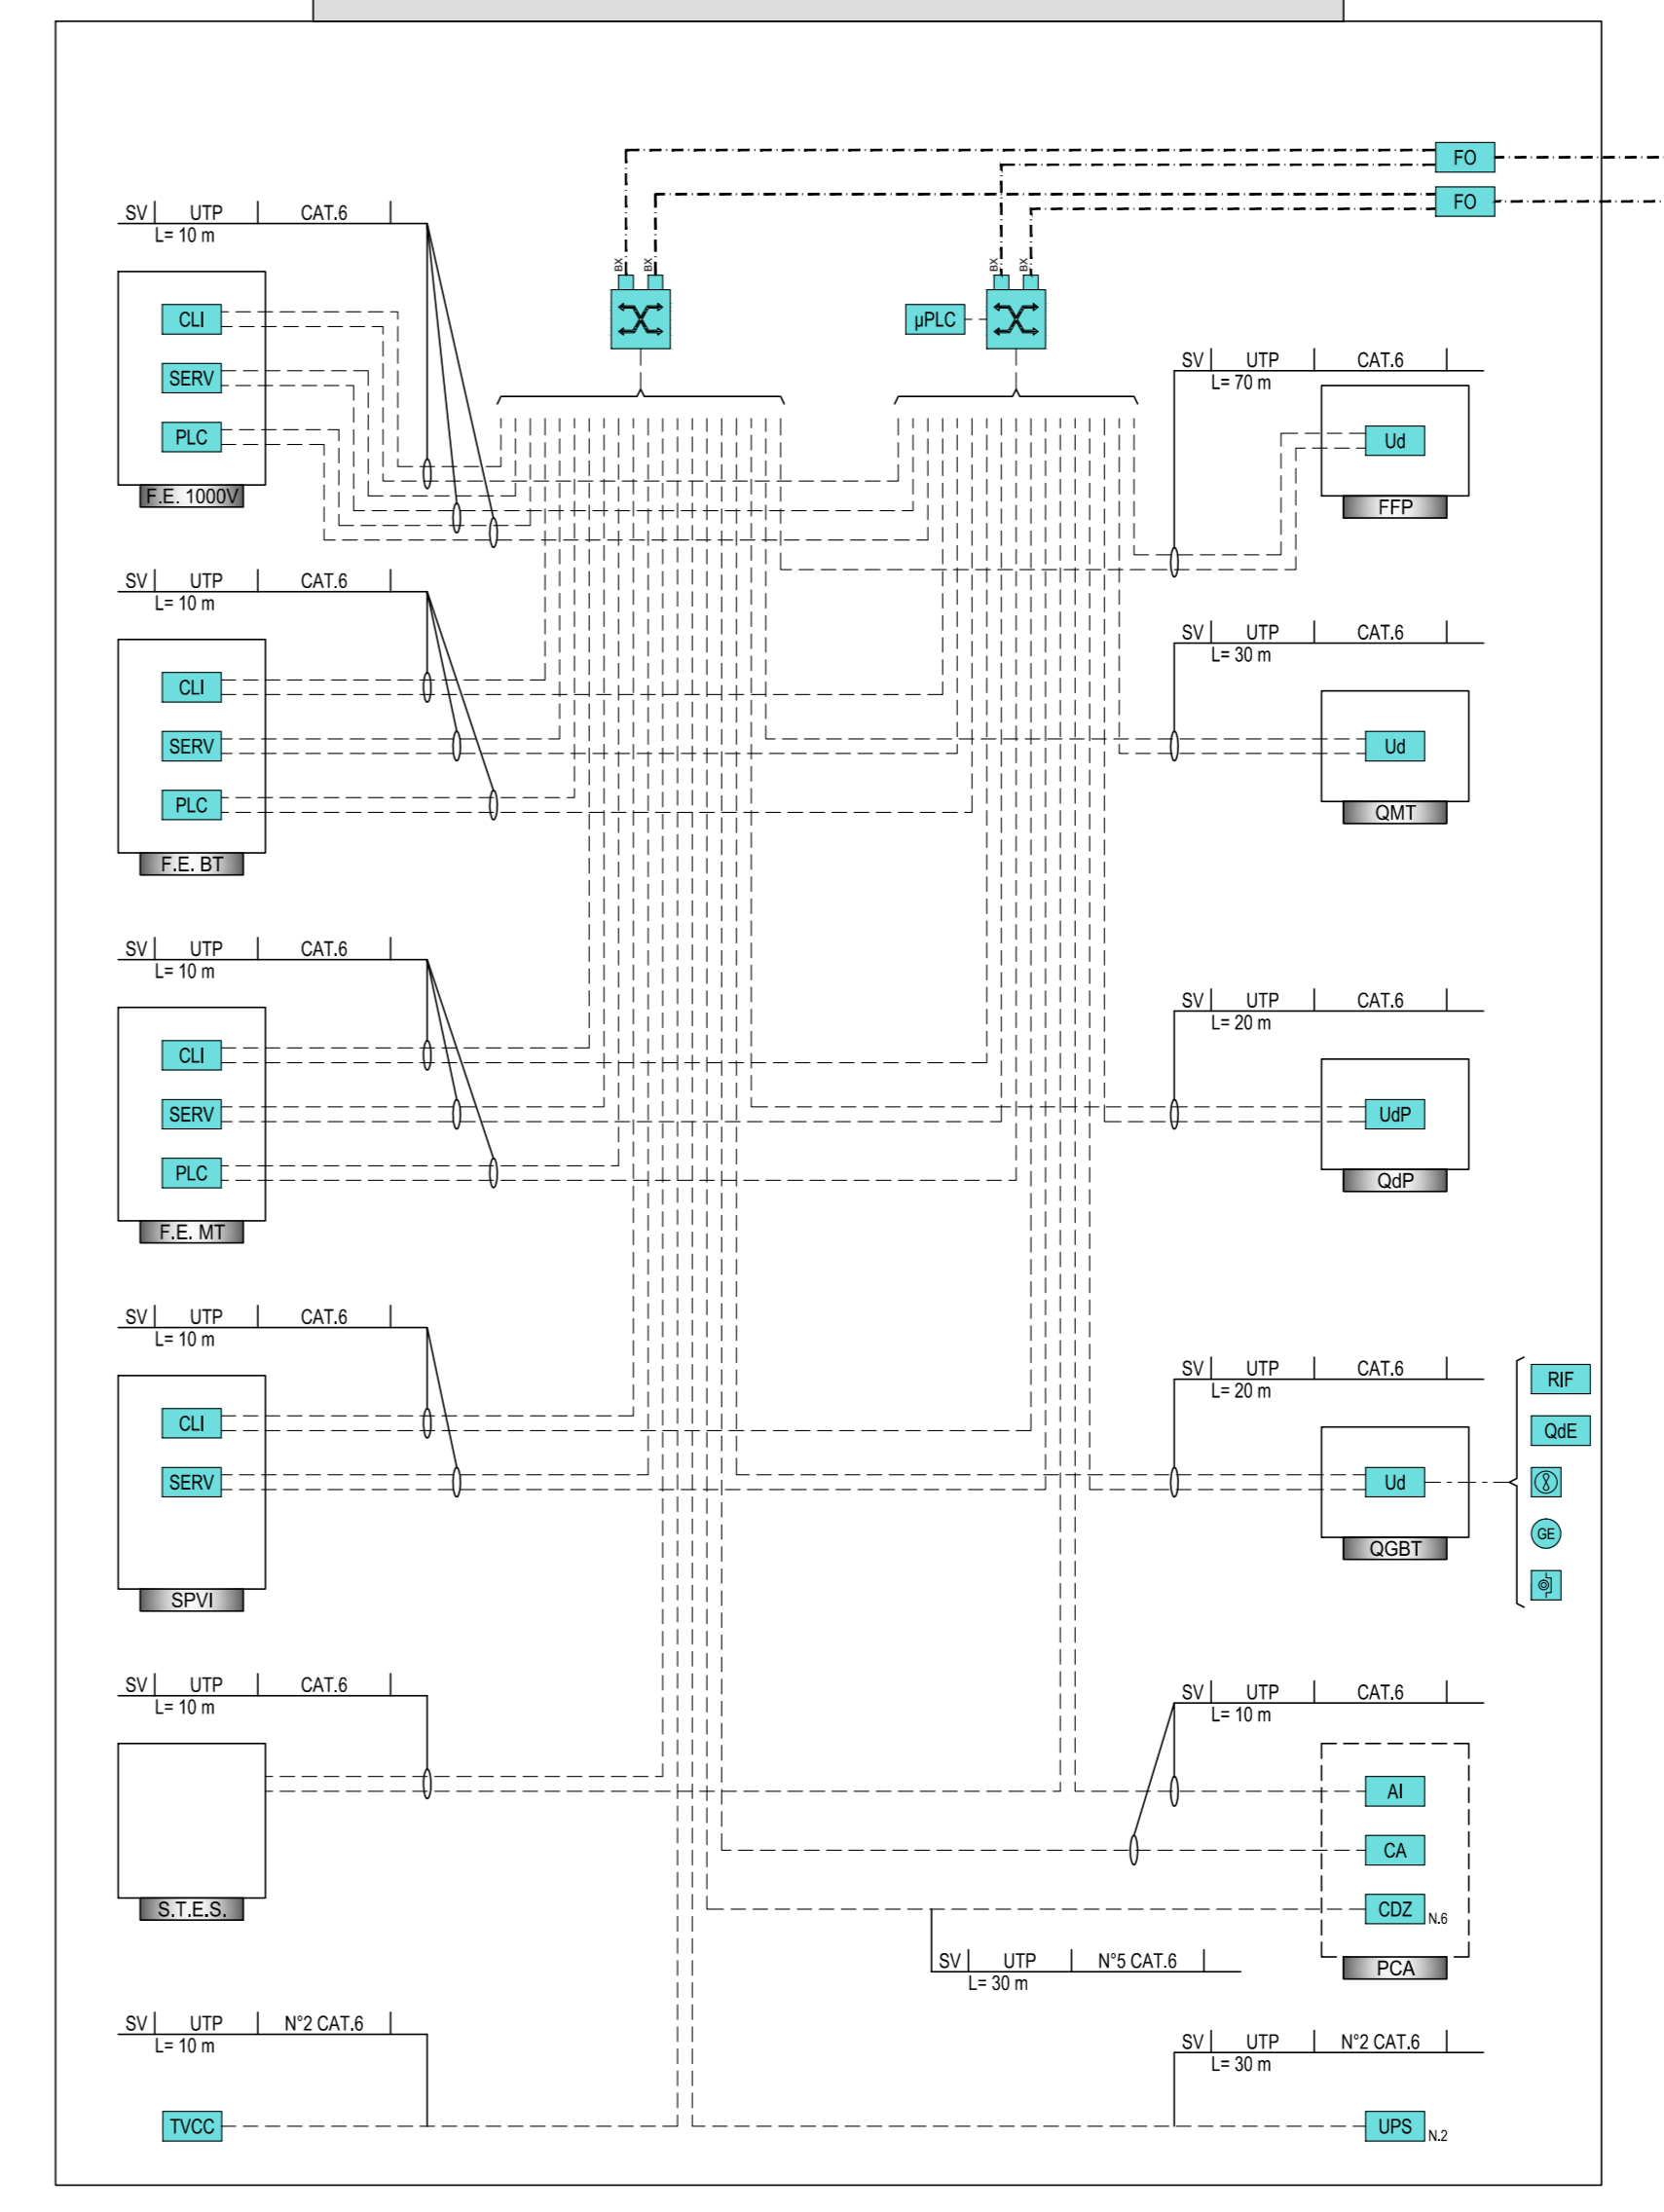 FO
FO
SV UTP CAT.6
L= 10 m
BX BX
BX BX
CLI
SERV
PLC
F.E. 1000V
µPLC
SV UTP CAT.6
L= 70 m
Ud
FFP
SV UTP CAT.6
L= 10 m
CLI
SERV
PLC
F.E. BT
SV UTP CAT.6
L= 30 m
Ud
QMT
SV UTP CAT.6
L= 10 m
CLI
SERV
PLC
F.E. MT
SV UTP CAT.6
L= 20 m
UdP
QdP
SV UTP CAT.6
L= 10 m
CLI
SERV
SPVI
SV UTP CAT.6
L= 20 m
Ud
QGBT
RIF
QdE
GE
SV UTP CAT.6
L= 10 m
S.T.E.S.
SV UTP CAT.6
L= 10 m
AI
CA
CDZ N.6
PCA
SV UTP N°5 CAT.6
L= 30 m
SV UTP N°2 CAT.6
L= 10 m
TVCC
SV UTP N°2 CAT.6
L= 30 m
UPS N.2